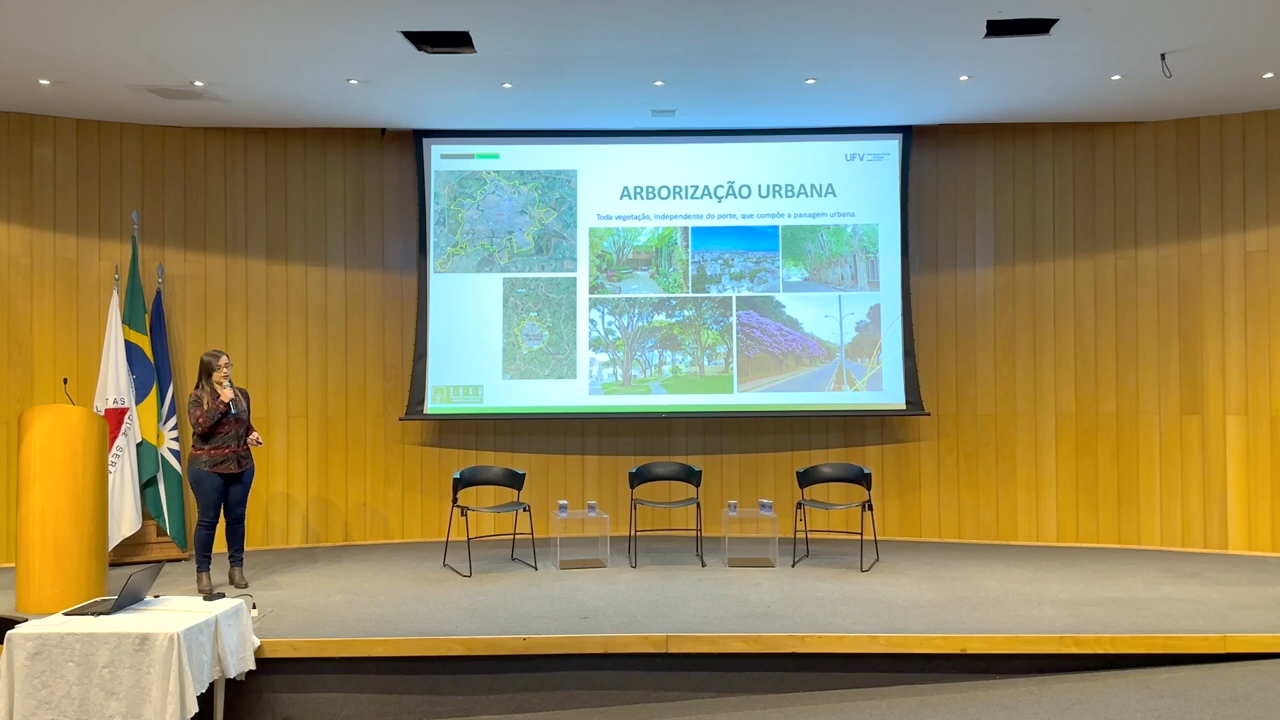 UFV
ARBORIZAÇÃO URBANA
Toda vegetação, independente do porte, que compõe a paisagem urbana.